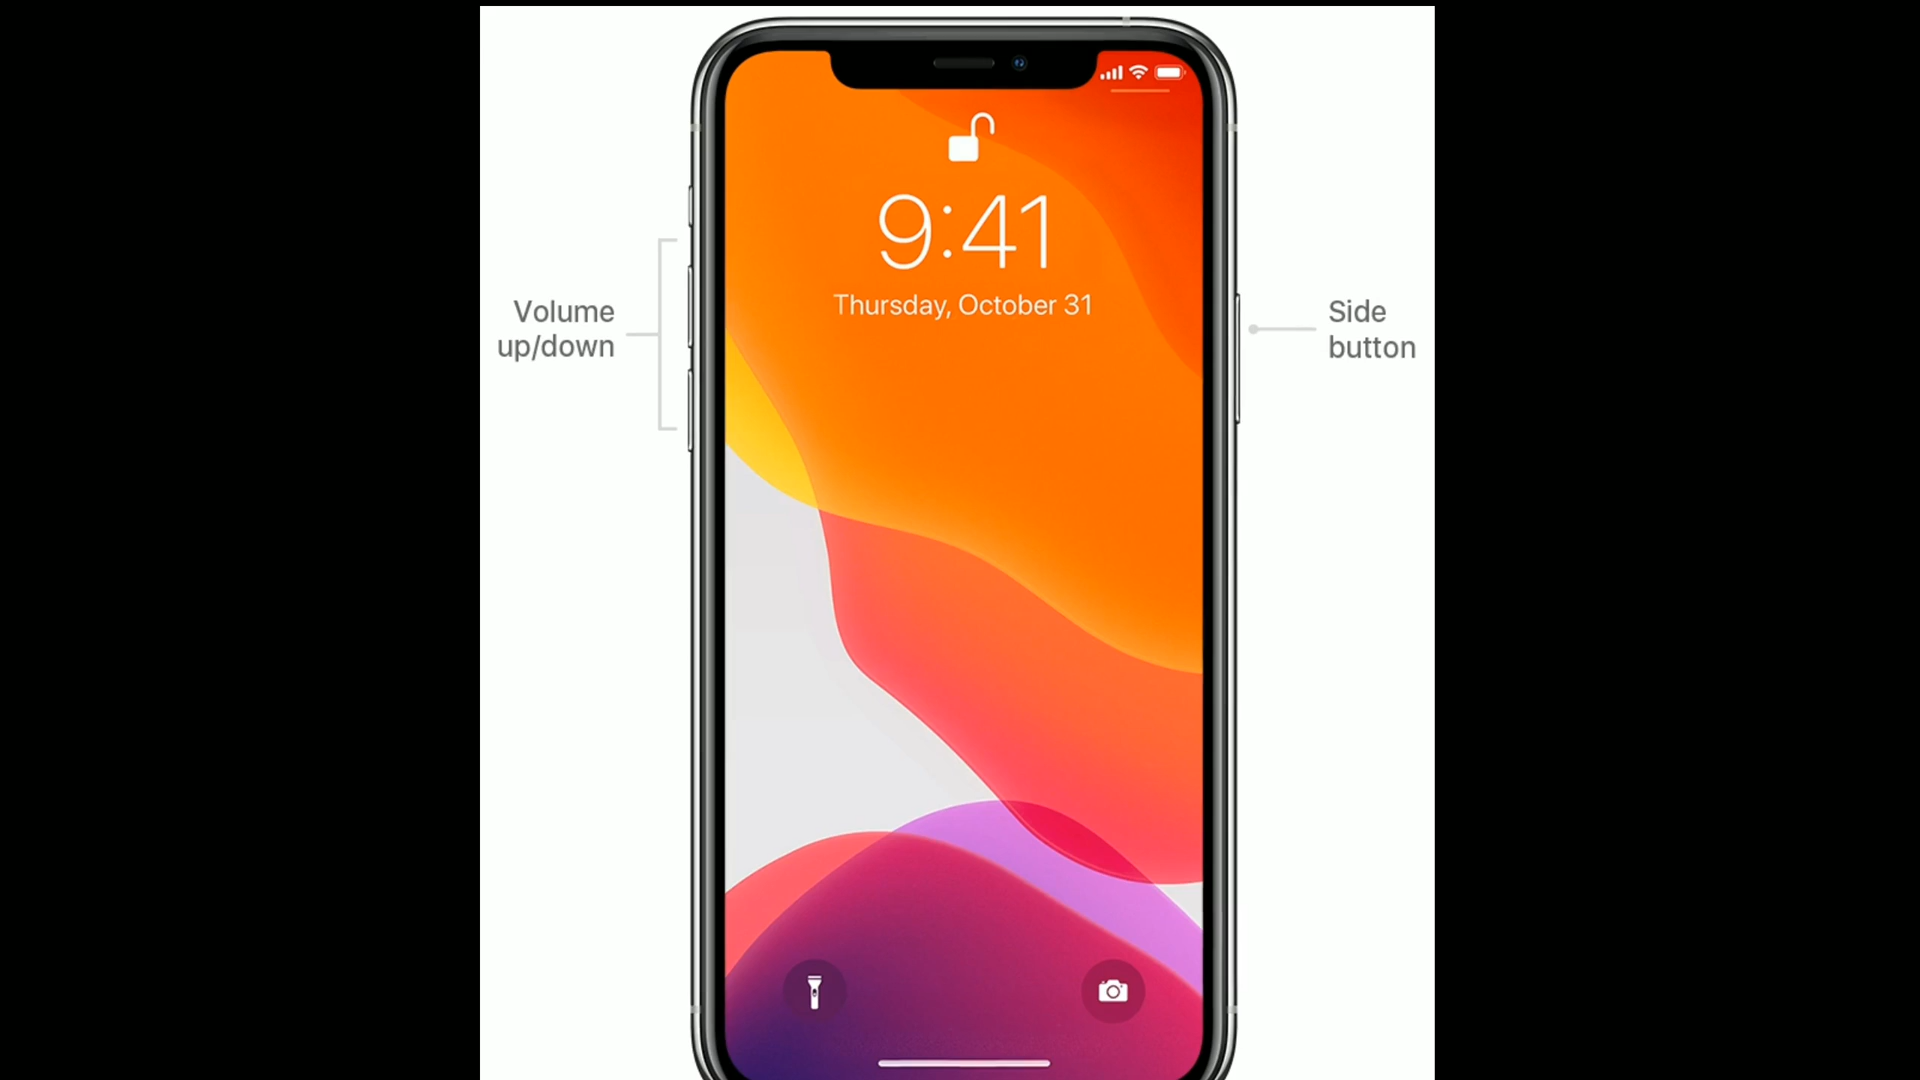 9:41
Thursday, October 31
Volume
up/down
Side
button